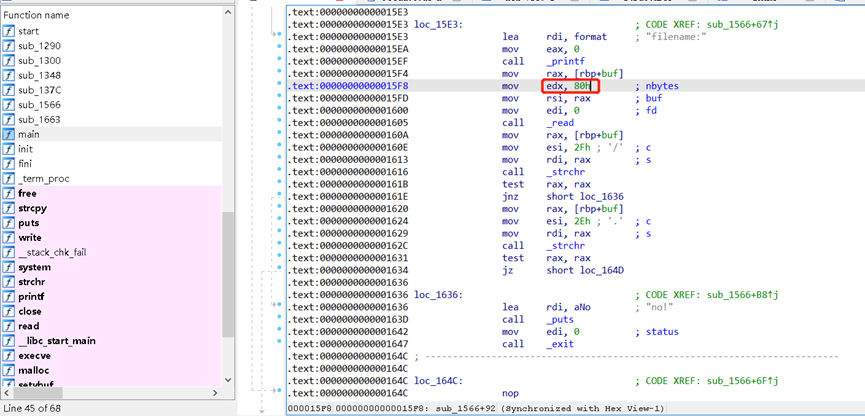 Function name
start
sub_1290
sub_1300
sub_1348
sub_137C
sub_1566
sub_1663
main
init
fini
_term_proc
free
strcpy
puts
write
__stack_chk_fail
system
strchr
printf
close
read
__libc_start_main
execve
malloc
setvbuf
Line 45 of 68
.text:00000000000015E3
.text:00000000000015E3 loc_15E3: ; CODE XREF: sub_1566+67↑j
.text:00000000000015E3 lea rdi, format ; "filename:"
.text:00000000000015EA mov eax, 0
.text:00000000000015EF call _printf
.text:00000000000015F4 mov rax, [rbp+buf]
.text:00000000000015F8 mov edx, 80h ; nbytes
.text:00000000000015FD mov rsi, rax ; buf
.text:0000000000001600 mov edi, 0 ; fd
.text:0000000000001605 call _read
.text:000000000000160A mov rax, [rbp+buf]
.text:000000000000160E mov esi, 2Fh ; '/' ; c
.text:0000000000001613 mov rdi, rax ; s
.text:0000000000001616 call _strchr
.text:000000000000161B test rax, rax
.text:000000000000161E jnz short loc_1636
.text:0000000000001620 mov rax, [rbp+buf]
.text:0000000000001624 mov esi, 2Eh ; '.' ; c
.text:0000000000001629 mov rdi, rax ; s
.text:000000000000162C call _strchr
.text:0000000000001631 test rax, rax
.text:0000000000001634 jz short loc_164D
.text:0000000000001636
.text:0000000000001636 loc_1636: ; CODE XREF: sub_1566+B8↑j
.text:0000000000001636 lea rdi, aNo ; "no!"
.text:000000000000163D call _puts
.text:0000000000001642 mov edi, 0 ; status
.text:0000000000001647 call _exit
.text:000000000000164C ; ---------------------------------------------------------------------------
.text:000000000000164C
.text:000000000000164C loc_164C: ; CODE XREF: sub_1566+6F↑j
.text:000000000000164C nop
000015F8 00000000000015F8: sub_1566+92 (Synchronized with Hex View-1)